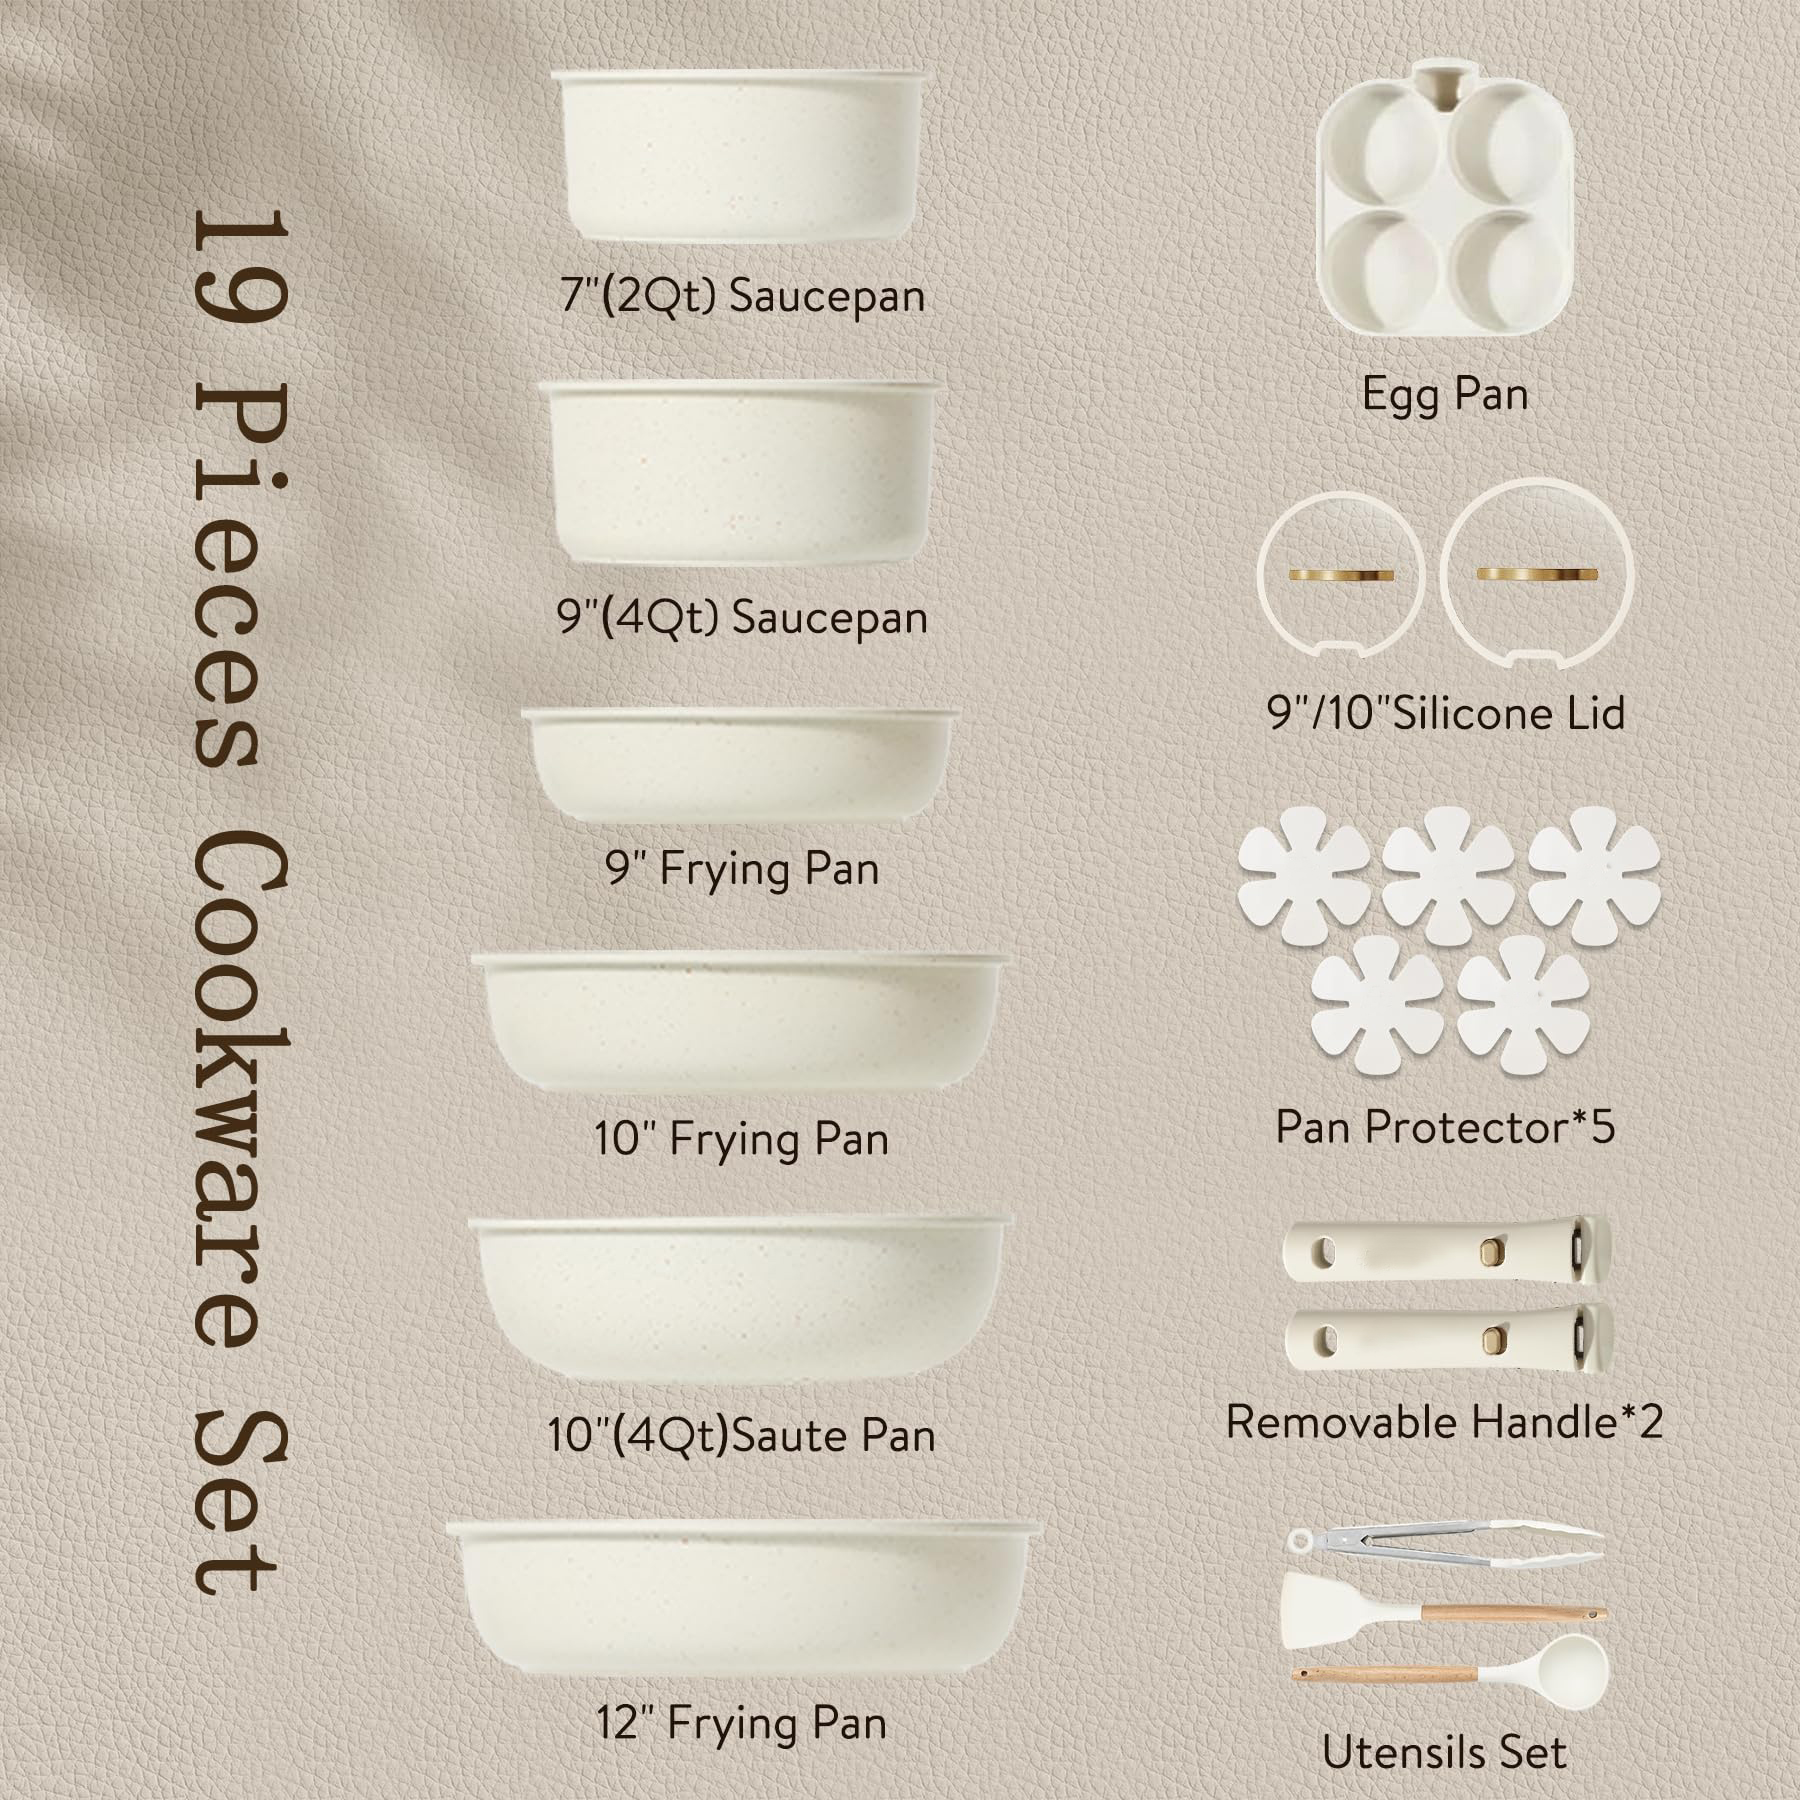 19 Pieces Cookware Set
7"(2Qt) Saucepan
9"(4Qt) Saucepan
9" Frying Pan
10" Frying Pan
10"(4Qt)Saute Pan
12" Frying Pan
Egg Pan
9"/10"Silicone Lid
Pan Protector*5
Removable Handle*2
Utensils Set